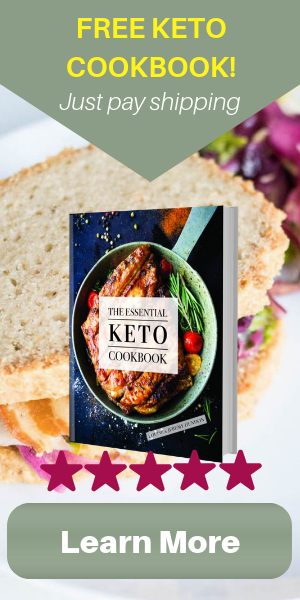 FREE KETO
COOKBOOK!
Just pay shipping
THE ESSENTIAL
KETO
COOKBOOK
Learn More